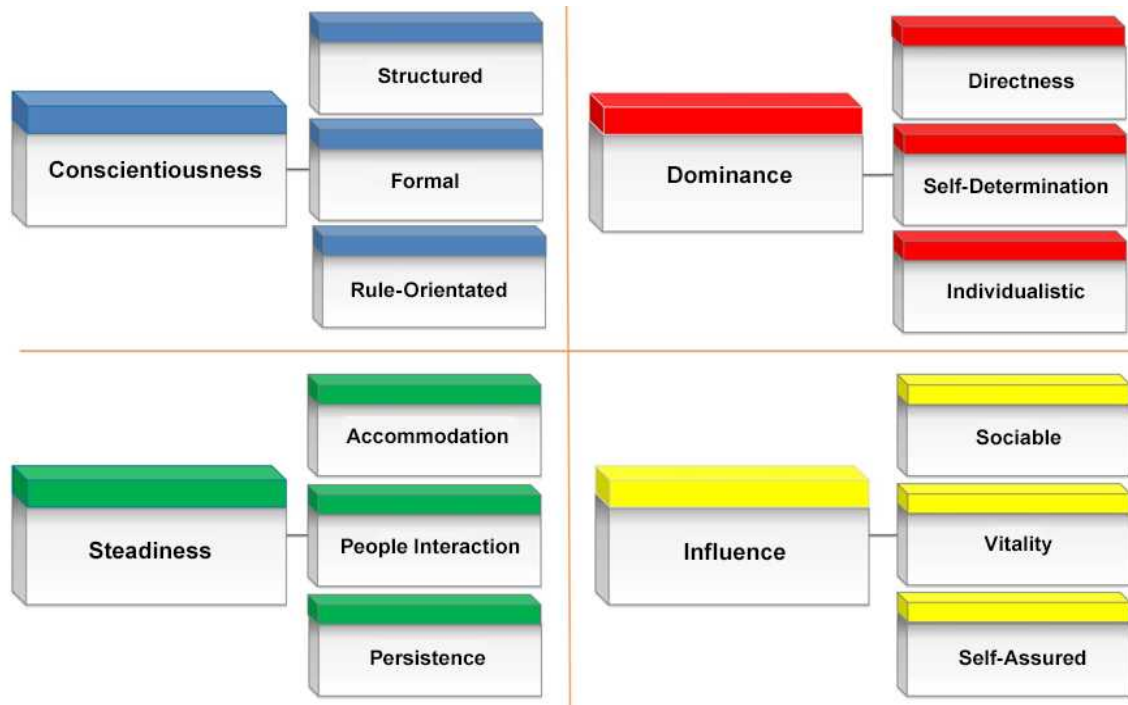 Conscientiousness
Structured
Formal
Rule-Orientated
Dominance
Directness
Self-Determination
Individualistic
Steadiness
Accommodation
People Interaction
Persistence
Influence
Sociable
Vitality
Self-Assured